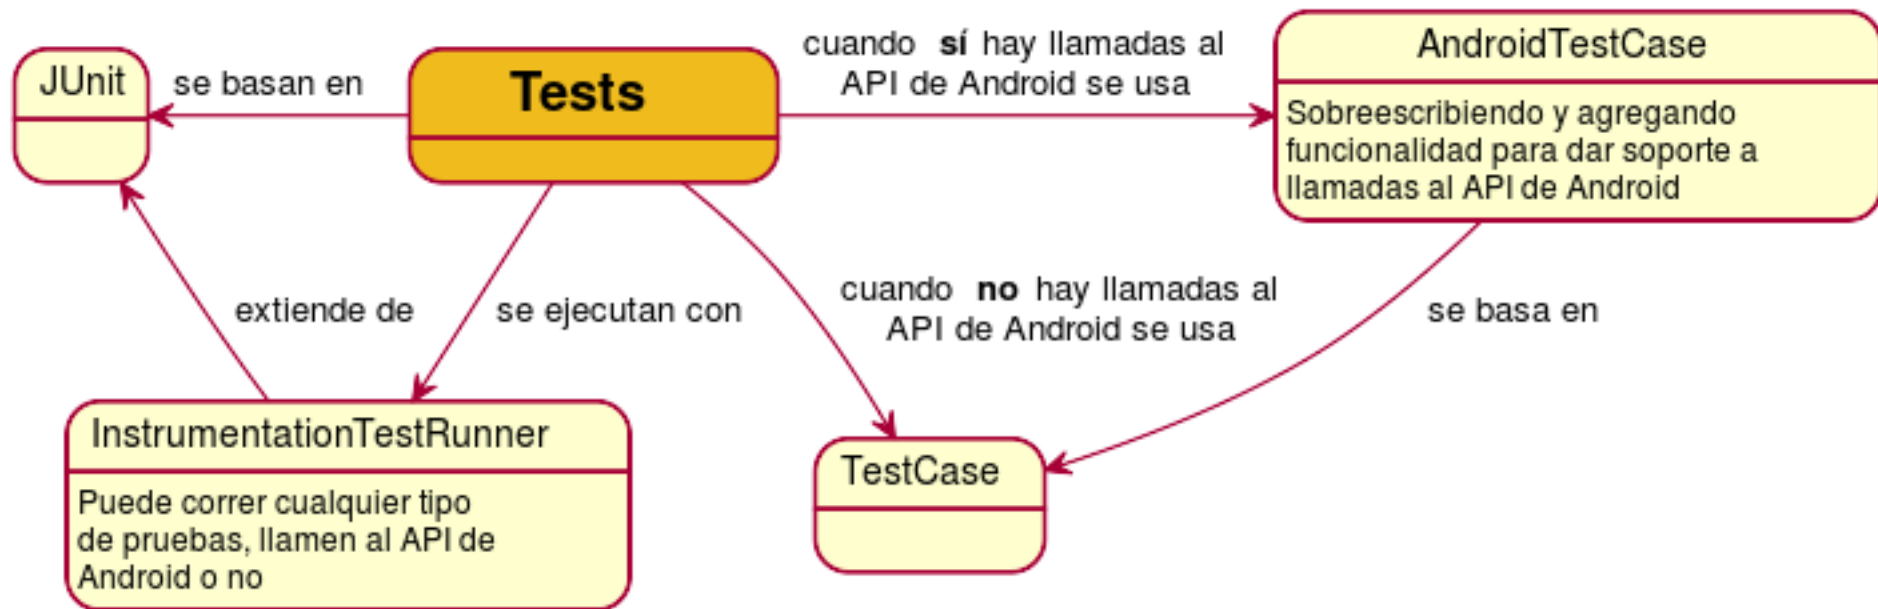 JUnit
se basan en
Tests
cuando sí hay llamadas al
API de Android se usa
AndroidTestCase
Sobreescribiendo y agregando
funcionalidad para dar soporte a
llamadas al API de Android
extiende de
se ejecutan con
cuando no hay llamadas al
API de Android se usa
se basa en
InstrumentationTestRunner
Puede correr cualquier tipo
de pruebas, llamen al API de
Android o no
TestCase